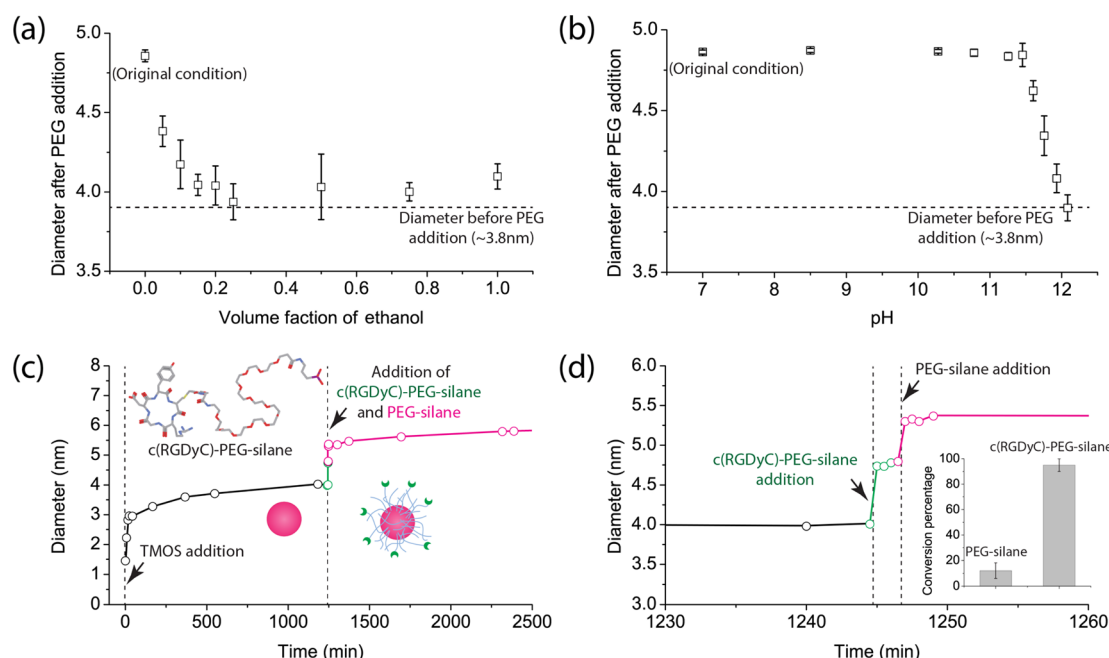 (a)
Diameter after PEG addition
5.0
4.5
4.0
3.5
(Original condition)
Diameter before PEG
addition (~3.8nm)
0.0
0.2
0.4
0.6
0.8
1.0
Volume faction of ethanol
(b)
Diameter after PEG addition
5.0
4.5
4.0
3.5
(Original condition)
Diameter before PEG
addition (~3.8nm)
7
8
9
10
11
12
pH
(c)
Diameter (nm)
8
7
6
5
4
3
2
1
0
c(RGDyC)-PEG-silane
Addition of
c(RGDyC)-PEG-silane
and PEG-silane
TMOS addition
0
500
1000
1500
2000
2500
Time (min)
(d)
Diameter (nm)
6.0
5.5
5.0
4.5
4.0
3.5
3.0
PEG-silane addition
c(RGDyC)-PEG-silane
addition
c(RGDyC)-PEG-silane
Conversion percentage
100
80
60
40
20
0
PEG-silane
1230
1240
1250
1260
Time (min)